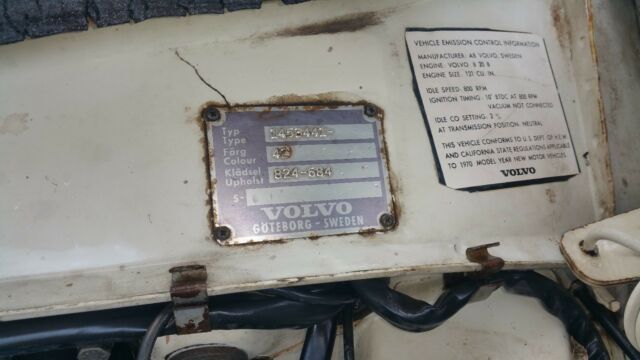 Typ
Type 1453441-
Färg
Colour 42
Klädsel 824-684
Upholst
S-
VOLVO
GÖTEBORG - SWEDEN
VEHICLE EMISSION CONTROL INFORMATION
MANUFACTURER: AB VOLVO, SWEDEN
ENGINE: VOLVO B 20 B
ENGINE SIZE: 121 CU. IN.
IDLE SPEED: 800 RPM
IGNITION TIMING: 10° BTDC AT 800 RPM
VACUUM NOT CONNECTED
IDLE CO SETTING: 2 %
AT TRANSMISSION POSITION: NEUTRAL
THIS VEHICLE CONFORMS TO U.S. DEPT. OF H.E.W
AND CALIFORNIA STATE REGULATIONS APPLICABLE
TO 1970 MODEL YEAR NEW MOTOR VEHICLES
VOLVO